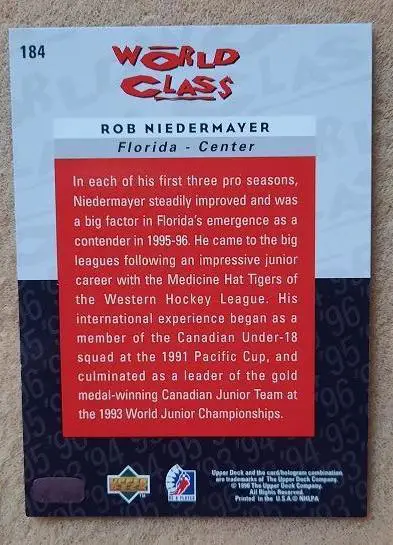 184
WORLD
CLASS
ROB NIEDERMAYER
Florida - Center
In each of his first three pro seasons,
Niedermayer steadily improved and was
a big factor in Florida's emergence as a
contender in 1995-96. He came to the big
leagues following an impressive junior
career with the Medicine Hat Tigers of
the Western Hockey League. His
international experience began as a
member of the Canadian Under-18
squad at the 1991 Pacific Cup, and
culminated as a leader of the gold
medal-winning Canadian Junior Team at
the 1993 World Junior Championships.
UPPER DECK
TM
BE A PLAYER
Upper Deck and the card/hologram combination
are trademarks of The Upper Deck Company.
© 1996 The Upper Deck Company.
All Rights Reserved.
Printed in the U.S.A © NHLPA